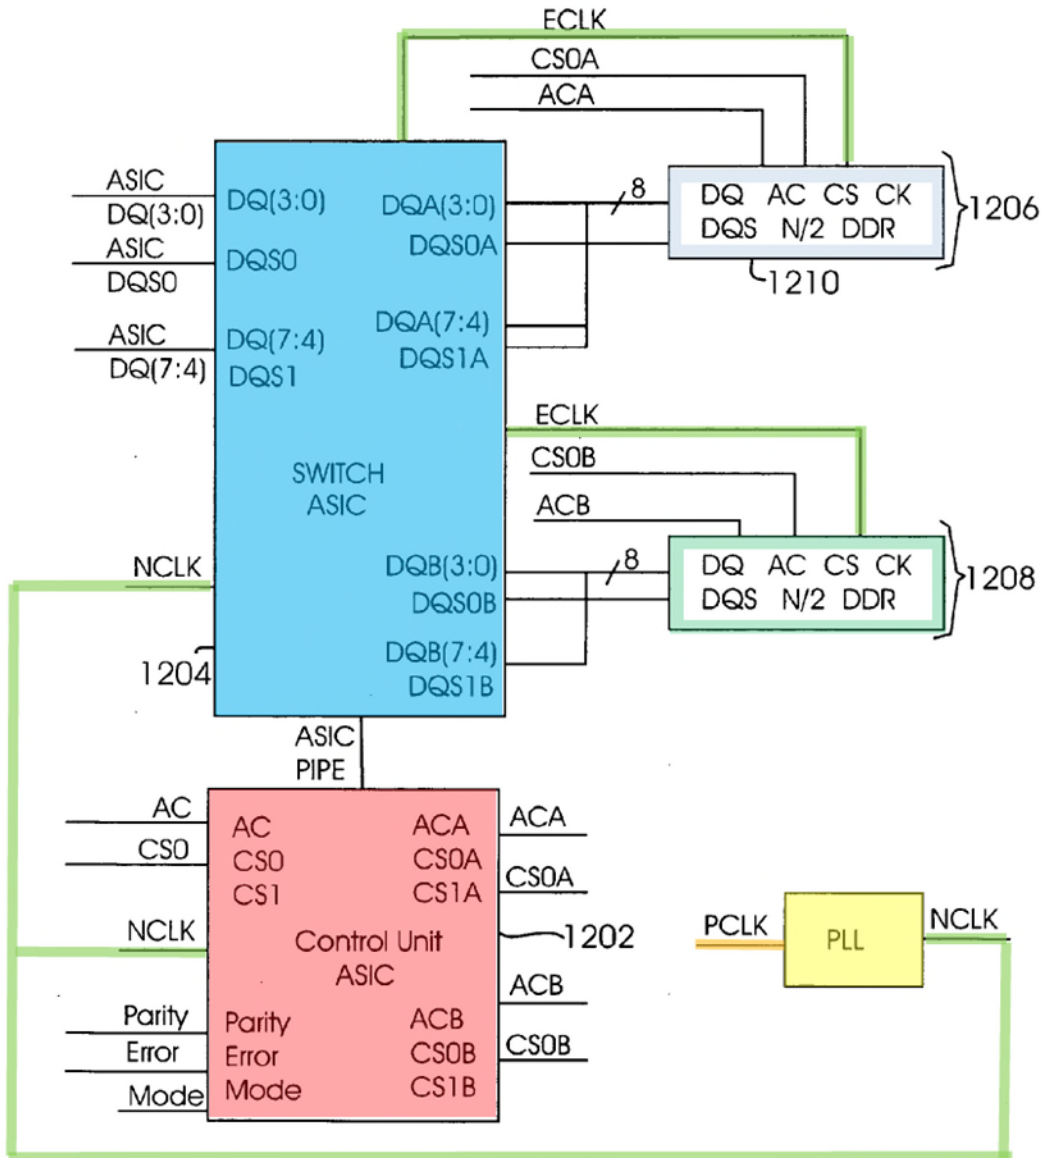 ECLK
CS0A
ACA
ASIC
DQ(3:0)
ASIC
DQS0
ASIC
DQ(7:4)
DQ(3:0)
DQS0
DQ(7:4)
DQS1
DQA(3:0)
DQS0A
DQA(7:4)
DQS1A
8
DQ AC CS CK
DQS N/2 DDR
1206
1210
SWITCH
ASIC
ECLK
CS0B
ACB
NCLK
1204
DQB(3:0)
DQS0B
DQB(7:4)
DQS1B
8
DQ AC CS CK
DQS N/2 DDR
1208
ASIC
PIPE
AC
CS0
NCLK
Parity
Error
Mode
AC
CS0
CS1
ACA
CS0A
CS1A
Control Unit
ASIC
Parity
Error
Mode
ACB
CS0B
CS1B
ACA
CS0A
1202
ACB
CS0B
PCLK
PLL
NCLK